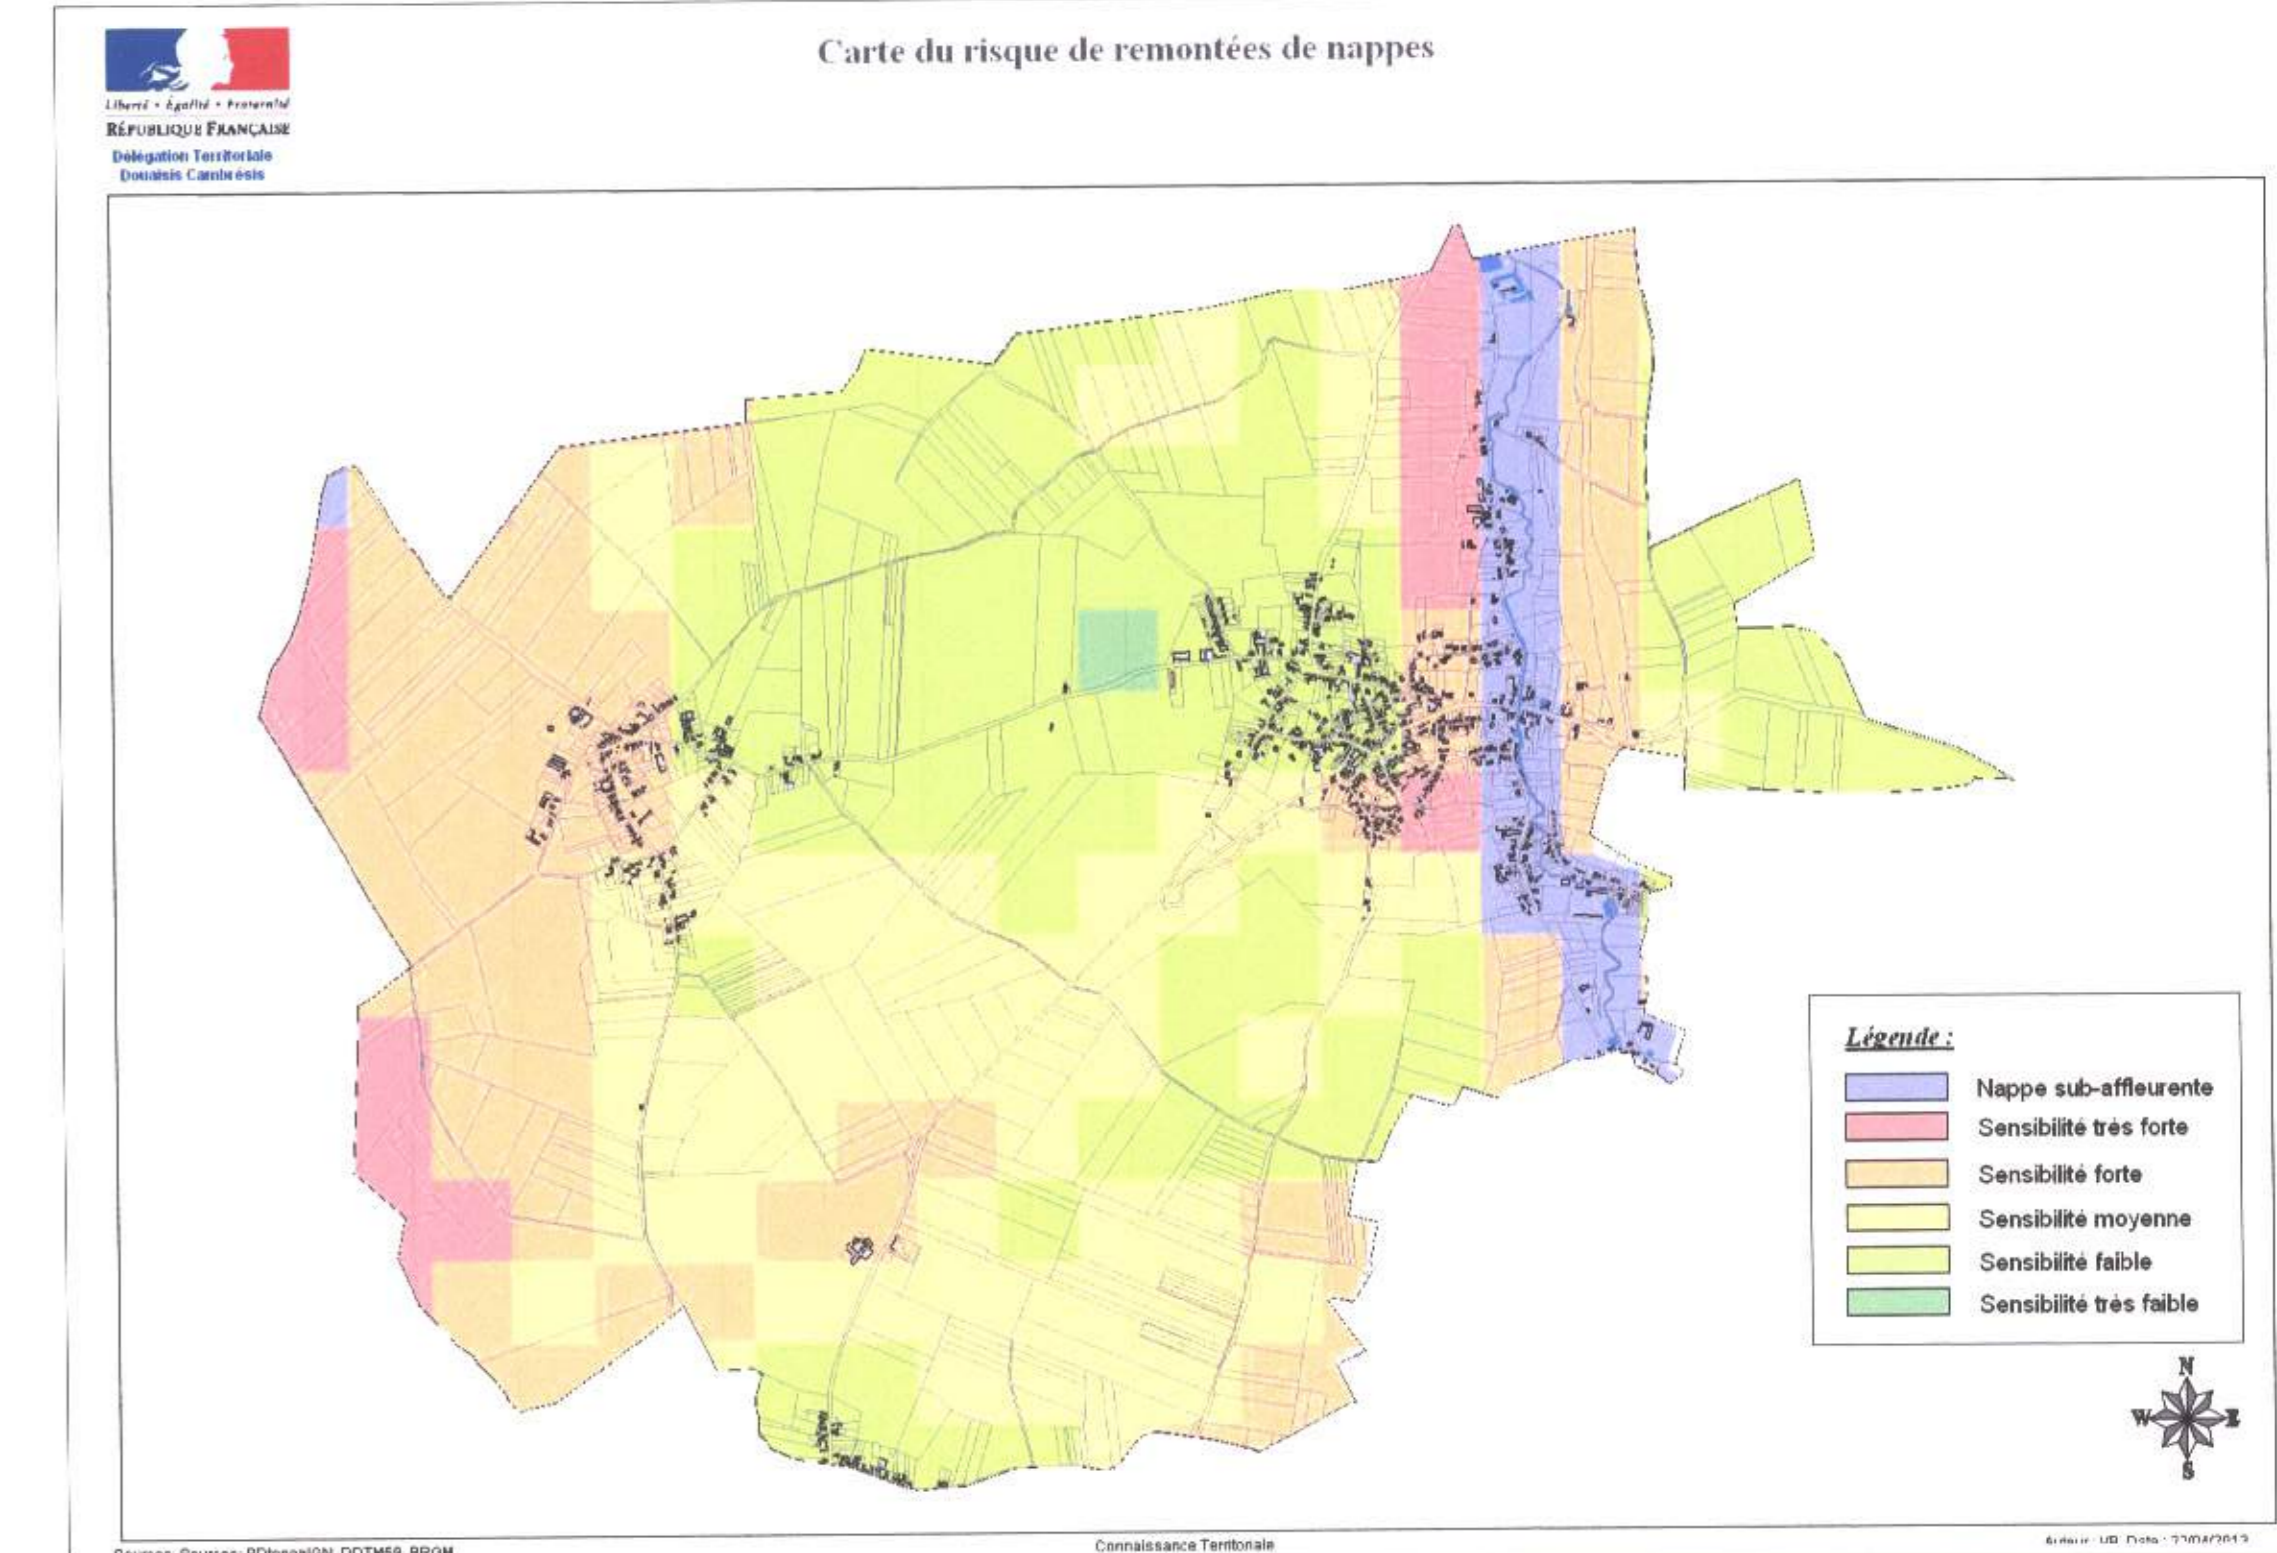 Carte du risque de remontées de nappes
Liberté • Égalité • Fraternité
RÉPUBLIQUE FRANÇAISE
Délégation Territoriale
Douaisis Cambrésis
Légende :
Nappe sub-affleurente
Sensibilité très forte
Sensibilité forte
Sensibilité moyenne
Sensibilité faible
Sensibilité très faible
N
W E
S
Connaissance Territoriale